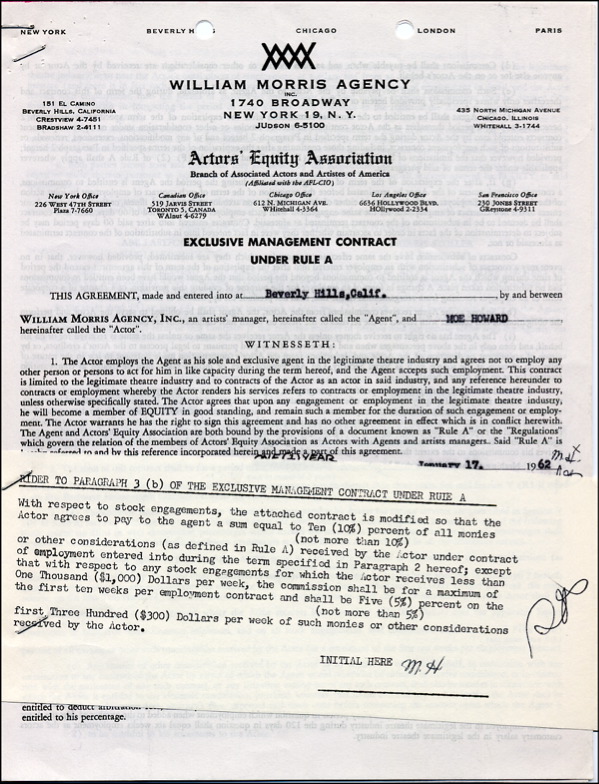 NEW YORK BEVERLY H CHICAGO LONDON PARIS
WILLIAM MORRIS AGENCY
INC.
1740 BROADWAY
NEW YORK 19, N. Y.
JUDSON 6-5100
151 EL CAMINO
BEVERLY HILLS, CALIFORNIA
CRESTVIEW 4-7451
BRADSHAW 2-4111
435 NORTH MICHIGAN AVENUE
CHICAGO, ILLINOIS
WHITEHALL 3-1744
Actors' Equity Association
Branch of Associated Actors and Artistes of America
(Affiliated with the AFL-CIO)
New York Office
226 WEST 47TH STREET
Plaza 7-7660
Canadian Office
519 JARVIS STREET
TORONTO 5, CANADA
WAlnut 4-6279
Chicago Office
612 N. MICHIGAN AVE.
WHitehall 4-3364
Los Angeles Office
6636 HOLLYWOOD BLVD.
HOllywood 2-2334
San Francisco Office
230 JONES STREET
GReystone 4-9311
EXCLUSIVE MANAGEMENT CONTRACT
UNDER RULE A
THIS AGREEMENT, made and entered into at Beverly Hills,Calif. , by and between
WILLIAM MORRIS AGENCY, INC., an artists' manager, hereinafter called the "Agent", and MOE HOWARD ,
hereinafter called the "Actor".
WITNESSETH:
1. The Actor employs the Agent as his sole and exclusive agent in the legitimate theatre industry and agrees not to employ any
other person or persons to act for him in like capacity during the term hereof, and the Agent accepts such employment. This contract
is limited to the legitimate theatre industry and to contracts of the Actor as an actor in said industry, and any reference hereunder to
contracts or employment whereby the Actor renders his services refers to contracts or employment in the legitimate theatre industry,
unless otherwise specifically stated. The Actor agrees that upon any engagement or employment in the legitimate theatre industry,
he will become a member of EQUITY in good standing, and remain such a member for the duration of such engagement or employ-
ment. The Actor warrants he has the right to sign this agreement and no other agreement in effect which is in conflict herewith.
The Agent and Actors' Equity Association are both bound by the provisions of a document known as "Rule A" or the "Regulations"
which govern the relation of the members of Actors' Equity Association as Actors with Agents and artists managers. Said "Rule A" is
referred to and by this reference incorporated herein and made a part of this agreement.
January 17, 1962 M H
RIDER TO PARAGRAPH 3 (b) OF THE EXCLUSIVE MANAGEMENT CONTRACT UNDER RULE A
With respect to stock engagements, the attached contract is modified so that the
Actor agrees to pay to the agent a sum equal to Ten (10%) percent of all monies
(not more than 10%)
or other considerations (as defined in Rule A) received by the Actor under contract
of employment entered into during the term specified in Paragraph 2 hereof; except
that with respect to any stock engagements for which the Actor receives less than
One Thousand ($1,000) Dollars per week, the commission shall be for a maximum of
the first ten weeks per employment contract and shall be Five (5%) percent on the
(not more than 5%)
first Three Hundred ($300) Dollars per week of such monies or other considerations
received by the Actor.
INITIAL HERE M. H
entitled to deduct
entitled to his percentage.